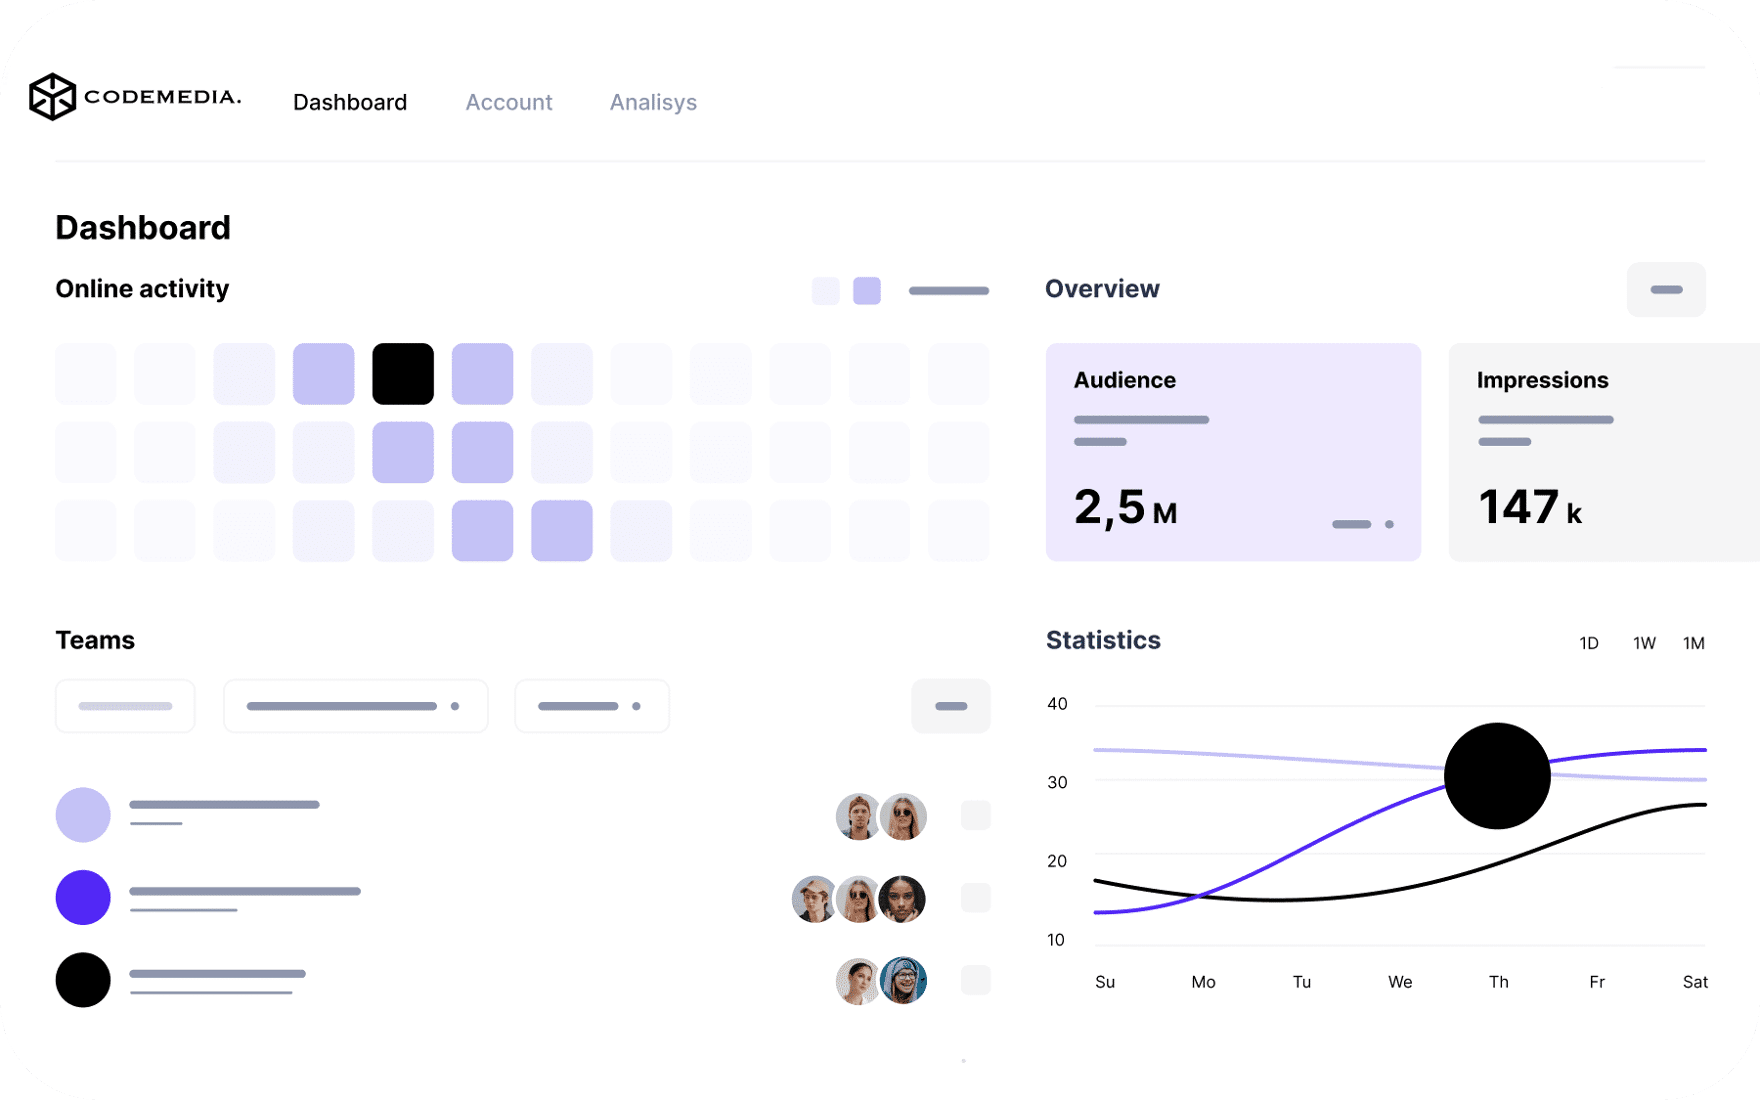 CODEMEDIA.
Dashboard
Account
Analisys
Dashboard
Online activity
Overview
Audience
2,5 M
Impressions
147 k
Teams
Statistics
1D
1W
1M
40
30
20
10
Su
Mo
Tu
We
Th
Fr
Sat